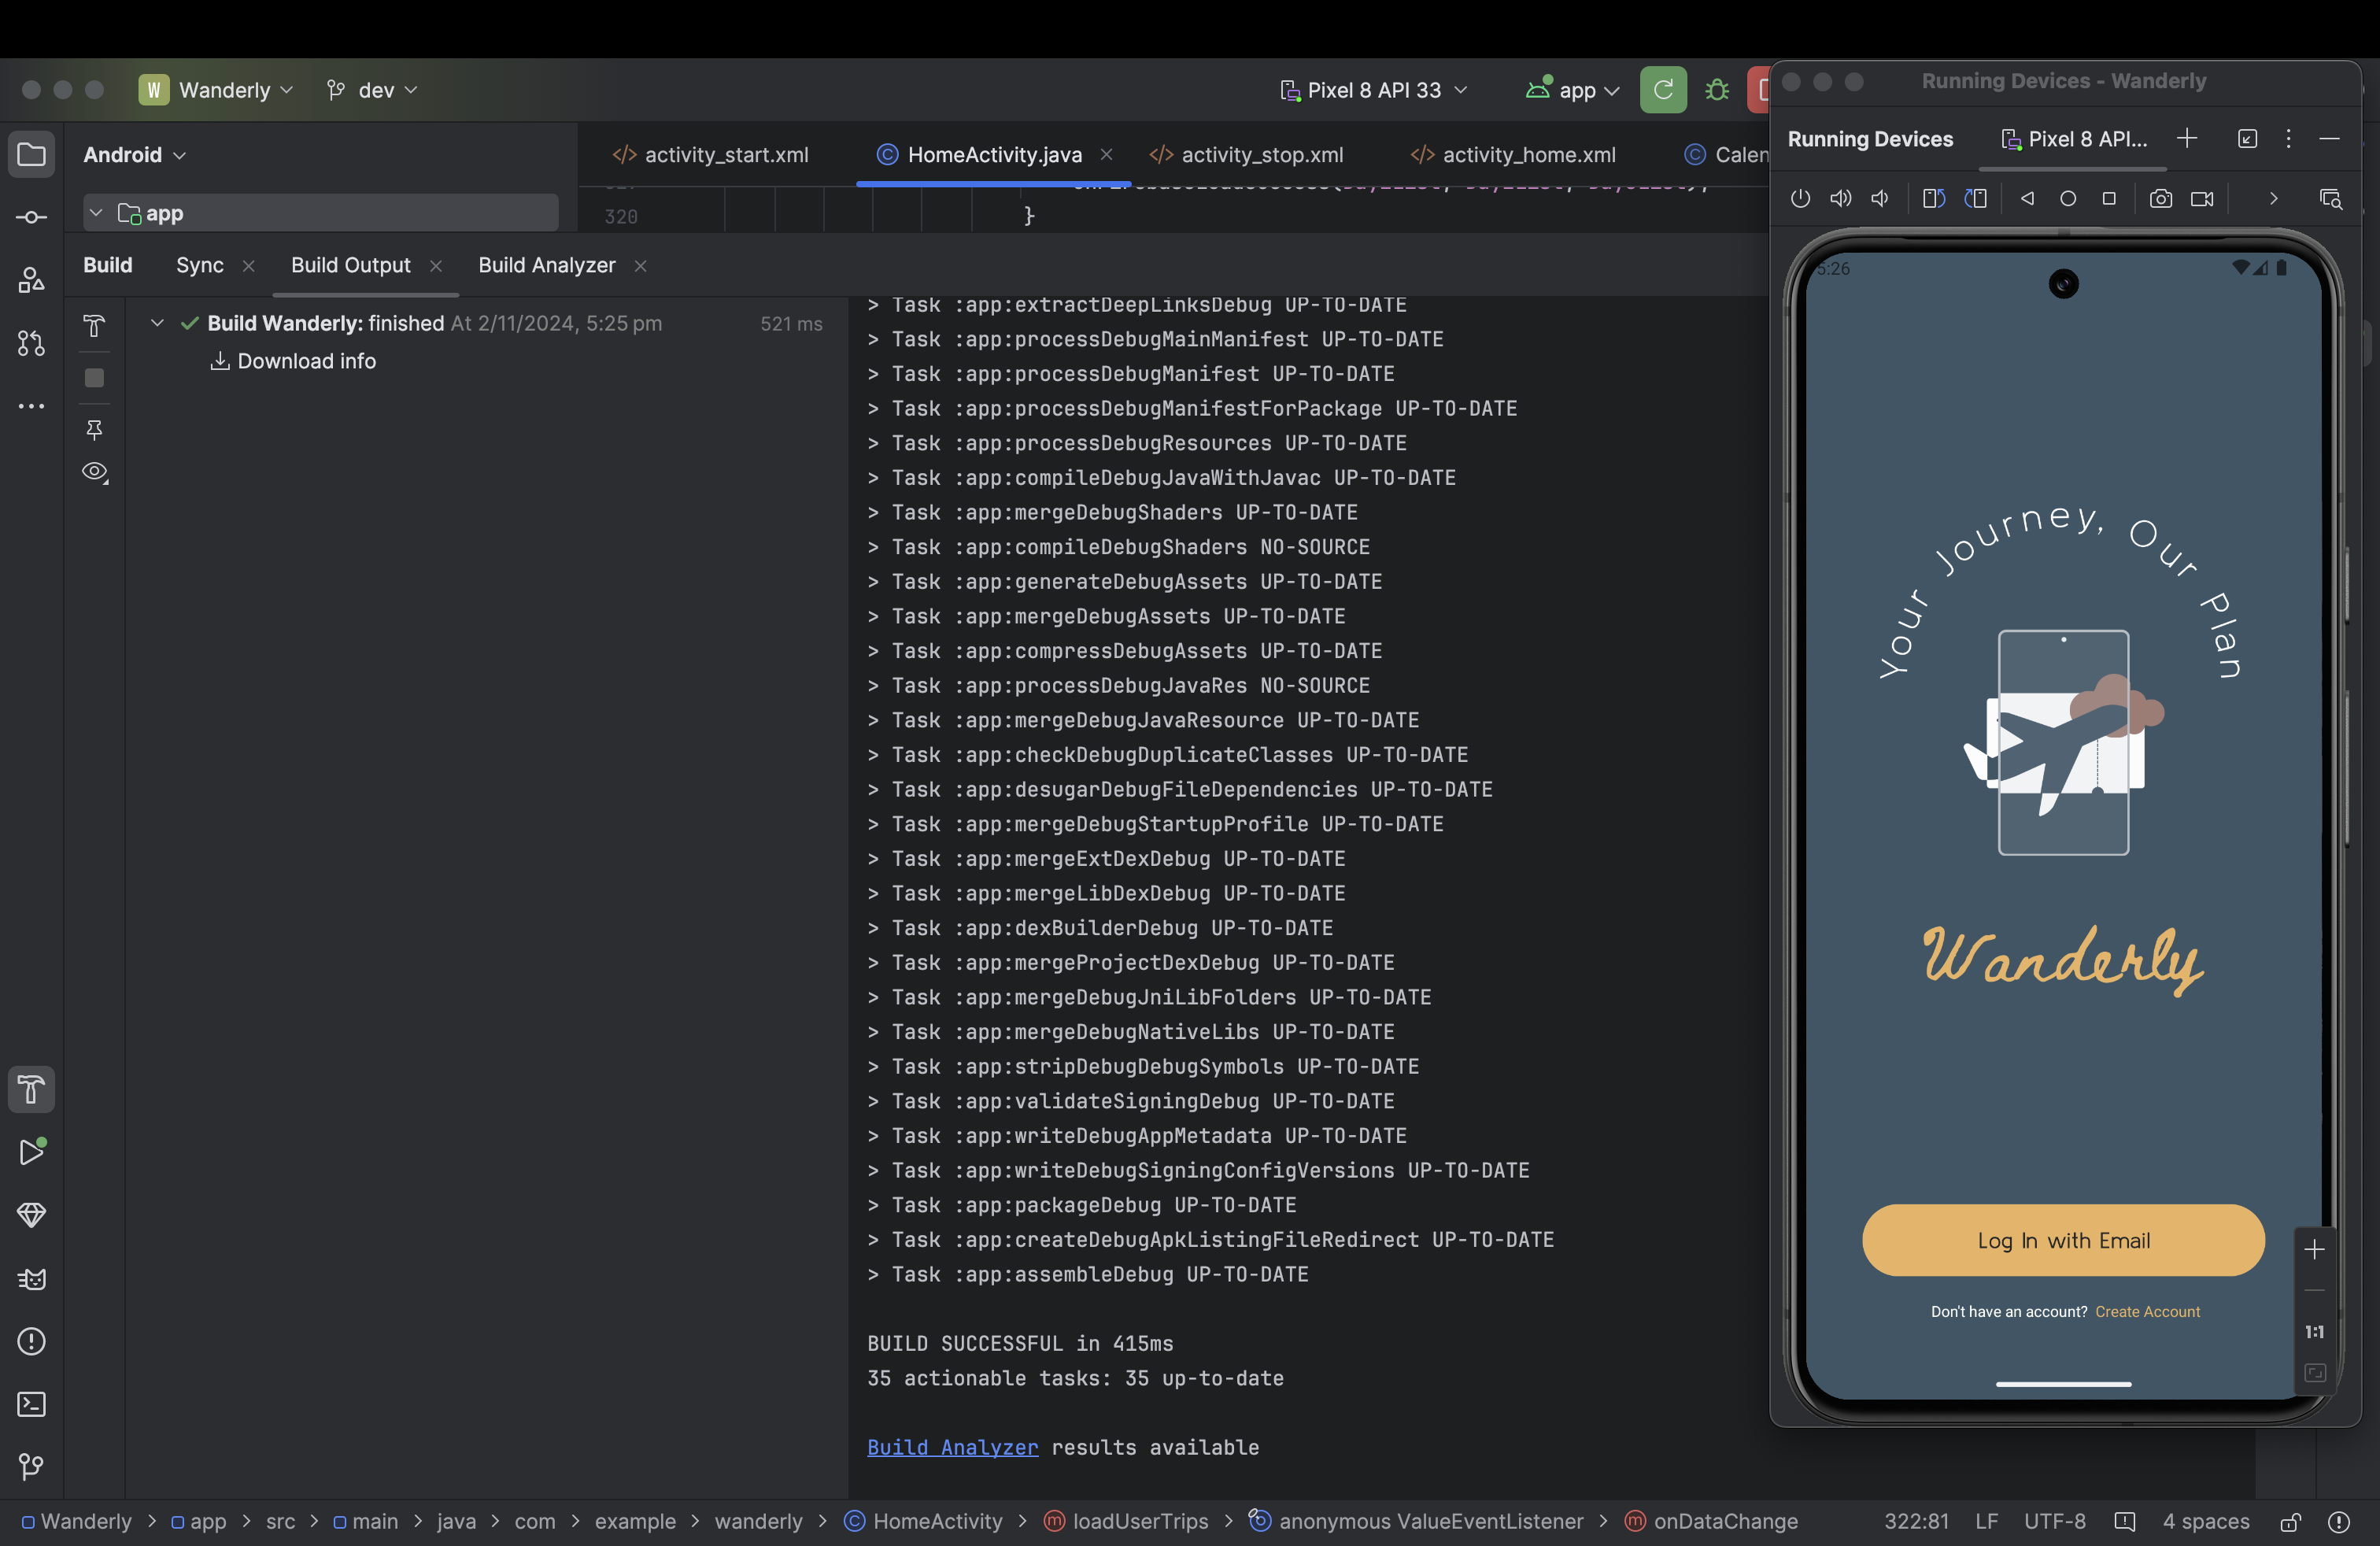 W Wanderly dev Pixel 8 API 33 app
Android
app
activity_start.xml HomeActivity.java activity_stop.xml activity_home.xml Calen
320 }
Build Sync Build Output Build Analyzer
Build Wanderly: finished At 2/11/2024, 5:25 pm 521 ms
Download info
> Task :app:extractDeepLinksDebug UP-TO-DATE
> Task :app:processDebugMainManifest UP-TO-DATE
> Task :app:processDebugManifest UP-TO-DATE
> Task :app:processDebugManifestForPackage UP-TO-DATE
> Task :app:processDebugResources UP-TO-DATE
> Task :app:compileDebugJavaWithJavac UP-TO-DATE
> Task :app:mergeDebugShaders UP-TO-DATE
> Task :app:compileDebugShaders NO-SOURCE
> Task :app:generateDebugAssets UP-TO-DATE
> Task :app:mergeDebugAssets UP-TO-DATE
> Task :app:compressDebugAssets UP-TO-DATE
> Task :app:processDebugJavaRes NO-SOURCE
> Task :app:mergeDebugJavaResource UP-TO-DATE
> Task :app:checkDebugDuplicateClasses UP-TO-DATE
> Task :app:desugarDebugFileDependencies UP-TO-DATE
> Task :app:mergeDebugStartupProfile UP-TO-DATE
> Task :app:mergeExtDexDebug UP-TO-DATE
> Task :app:mergeLibDexDebug UP-TO-DATE
> Task :app:dexBuilderDebug UP-TO-DATE
> Task :app:mergeProjectDexDebug UP-TO-DATE
> Task :app:mergeDebugJniLibFolders UP-TO-DATE
> Task :app:mergeDebugNativeLibs UP-TO-DATE
> Task :app:stripDebugDebugSymbols UP-TO-DATE
> Task :app:validateSigningDebug UP-TO-DATE
> Task :app:writeDebugAppMetadata UP-TO-DATE
> Task :app:writeDebugSigningConfigVersions UP-TO-DATE
> Task :app:packageDebug UP-TO-DATE
> Task :app:createDebugApkListingFileRedirect UP-TO-DATE
> Task :app:assembleDebug UP-TO-DATE
BUILD SUCCESSFUL in 415ms
35 actionable tasks: 35 up-to-date
Build Analyzer results available
Running Devices - Wanderly
Running Devices Pixel 8 API...
5:26
Your Journey, Our Plan
Wanderly
Log In with Email
Don't have an account? Create Account
1:1
Wanderly > app > src > main > java > com > example > wanderly > HomeActivity > loadUserTrips > anonymous ValueEventListener > onDataChange 322:81 LF UTF-8 4 spaces